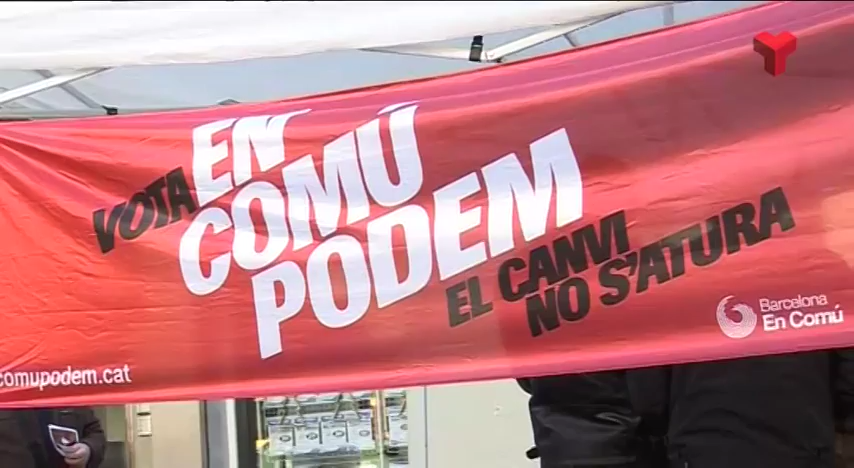 VOTA
EN
COMÚ
PODEM
EL CANVI
NO S'ATURA
comupodem.cat
Barcelona
En Comú